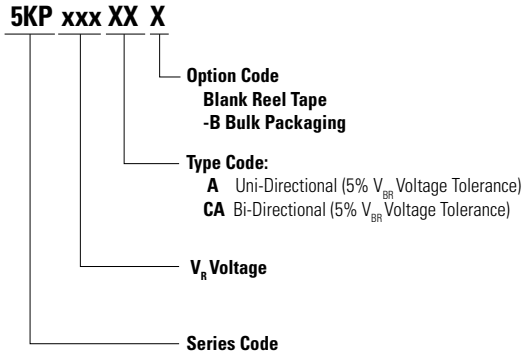 5KP xxx XX X
Option Code
Blank Reel Tape
-B Bulk Packaging
Type Code:
A Uni-Directional (5% VBR Voltage Tolerance)
CA Bi-Directional (5% VBR Voltage Tolerance)
VR Voltage
Series Code